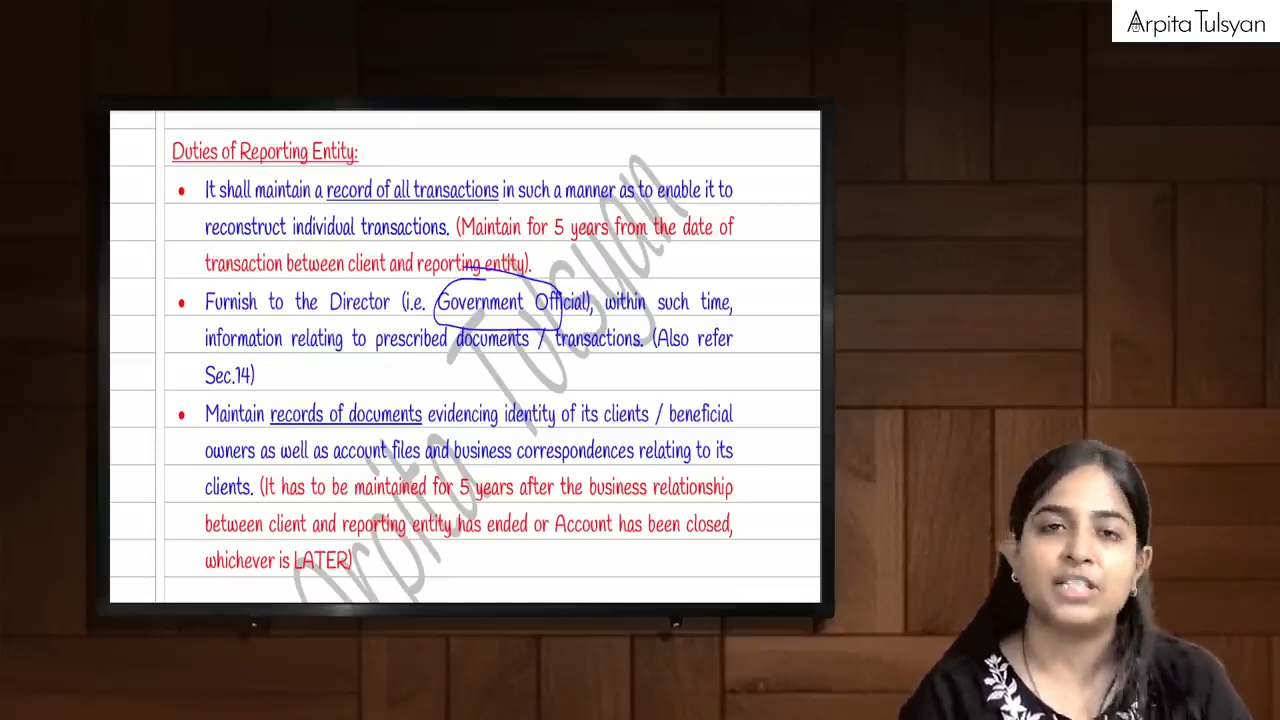 Arpita Tulsyan
Duties of Reporting Entity:
• It shall maintain a record of all transactions in such a manner as to enable it to
reconstruct individual transactions. (Maintain for 5 years from the date of
transaction between client and reporting entity).
• Furnish to the Director (i.e. Government Official), within such time,
information relating to prescribed documents / transactions. (Also refer
Sec.14)
• Maintain records of documents evidencing identity of its clients / beneficial
owners as well as account files and business correspondences relating to its
clients. (It has to be maintained for 5 years after the business relationship
between client and reporting entity has ended or Account has been closed,
whichever is LATER)
Arpita Tulsyan